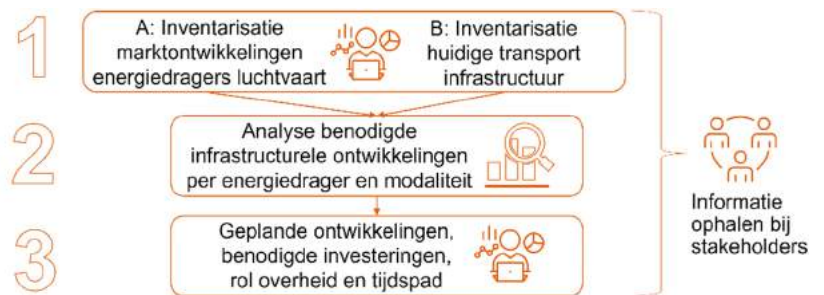 1
A: Inventarisatie
marktontwikkelingen
energiedragers luchtvaart
B: Inventarisatie
huidige transport
infrastructuur
2
Analyse benodigde
infrastructurele ontwikkelingen
per energiedrager en modaliteit
3
Geplande ontwikkelingen,
benodigde investeringen,
rol overheid en tijdspad
Informatie
ophalen bij
stakeholders